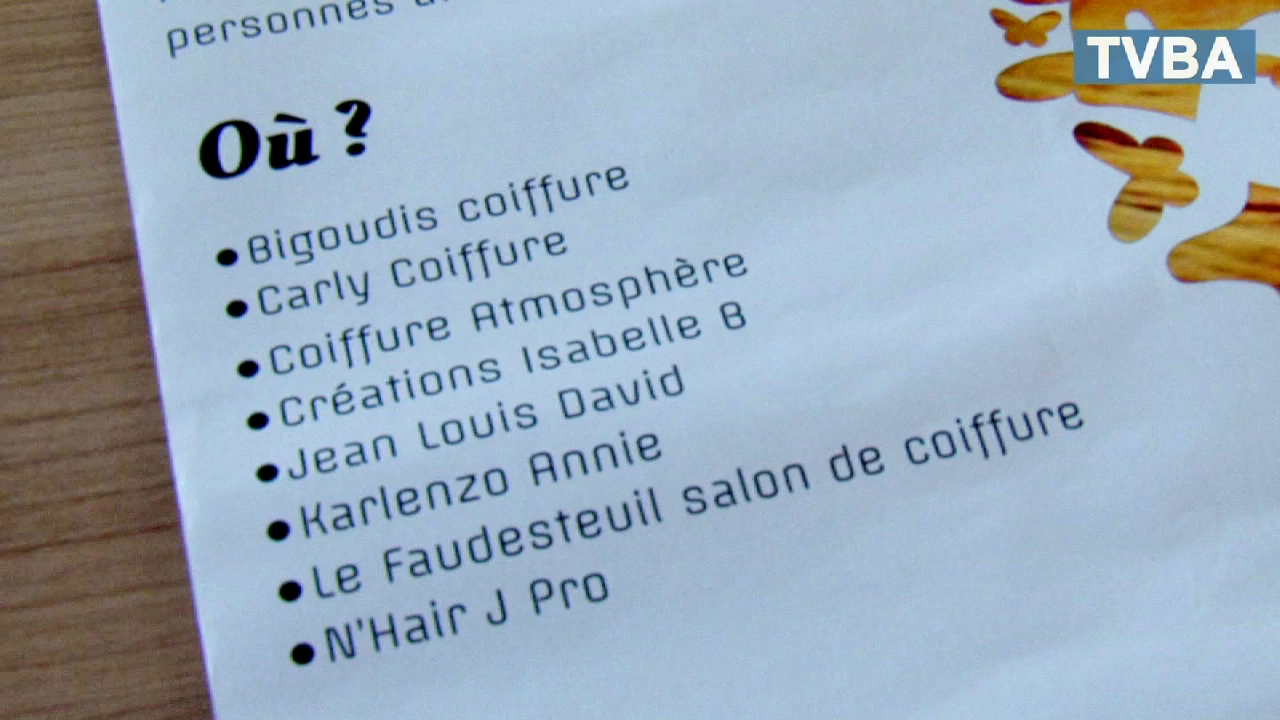 personnes
TVBA
Où ?
•Bigoudis coiffure
•Carly Coiffure
•Coiffure Atmosphère
•Créations Isabelle B
•Jean Louis David
•Karlenzo Annie
•Le Faudesteuil salon de coiffure
•N'Hair J Pro